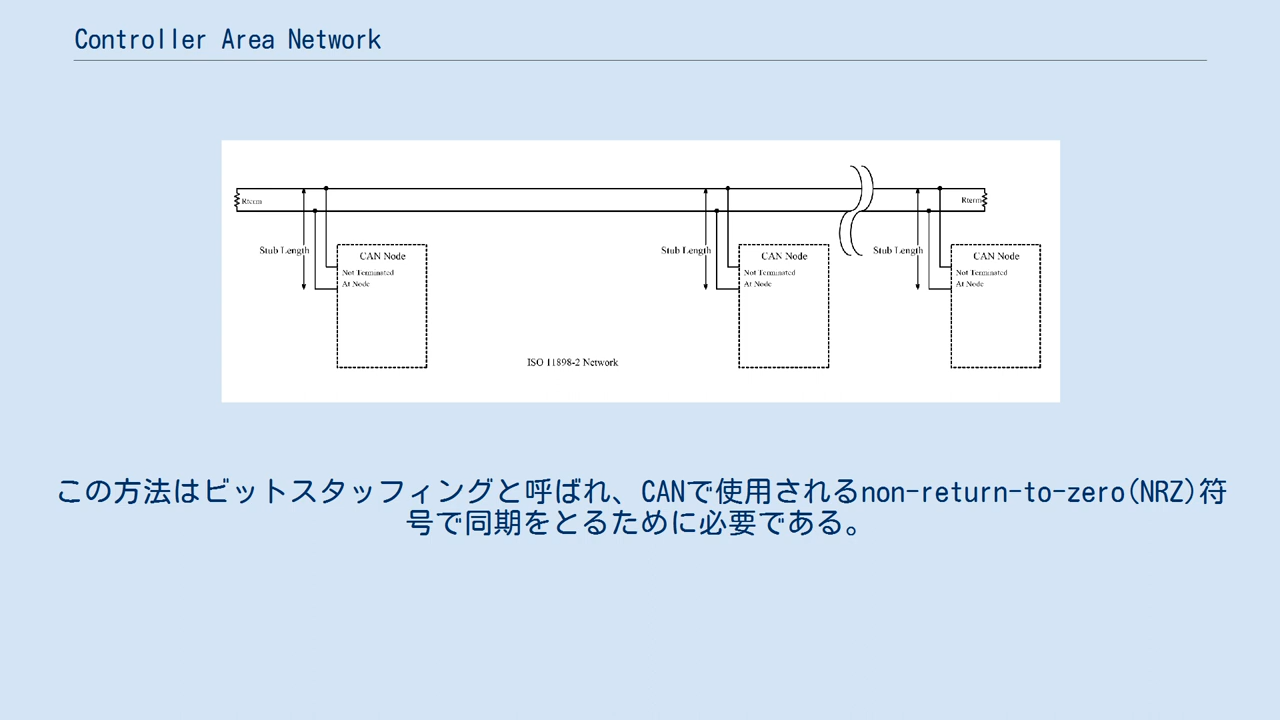 Controller Area Network
Rterm
Rterm
Stub Length
Stub Length
Stub Length
CAN Node
Not Terminated
At Node
CAN Node
Not Terminated
At Node
CAN Node
Not Terminated
At Node
ISO 11898-2 Network
この方法はビットスタッフィングと呼ばれ、CANで使用されるnon-return-to-zero(NRZ)符
号で同期をとるために必要である。